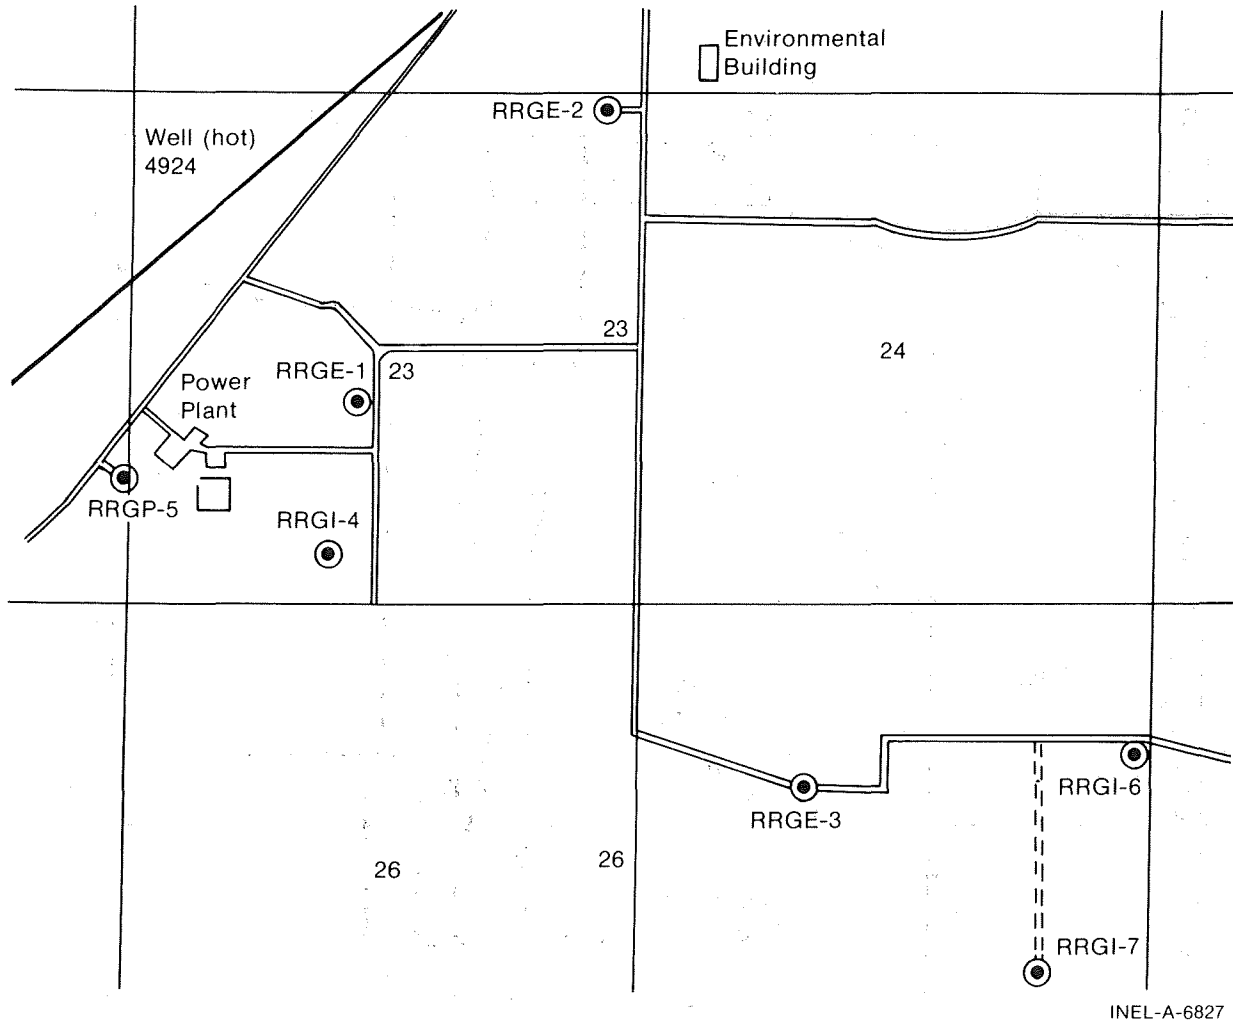 Environmental
Building
RRGE-2
Well (hot)
4924
23
24
RRGE-1
23
Power
Plant
RRGP-5
RRGI-4
RRGI-6
RRGE-3
26
26
RRGI-7
INEL-A-6827